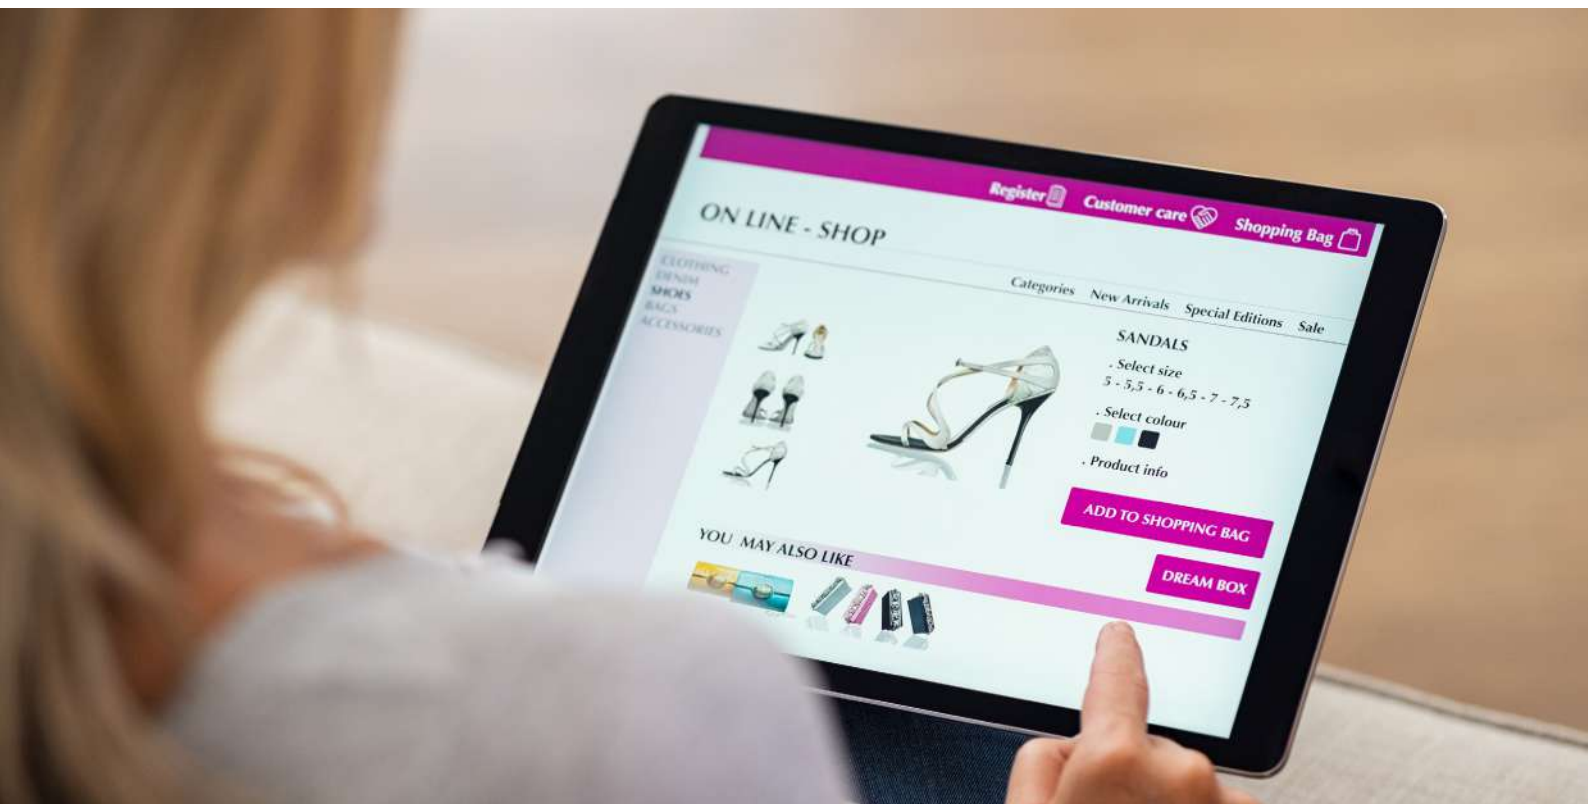 Register Customer care Shopping Bag
ON LINE - SHOP
Categories New Arrivals Special Editions Sale
CLOTHING
DENIM
SHOES
BAGS
ACCESSORIES
SANDALS
. Select size
5 - 5,5 - 6 - 6,5 - 7 - 7,5
. Select colour
. Product info
ADD TO SHOPPING BAG
DREAM BOX
YOU MAY ALSO LIKE